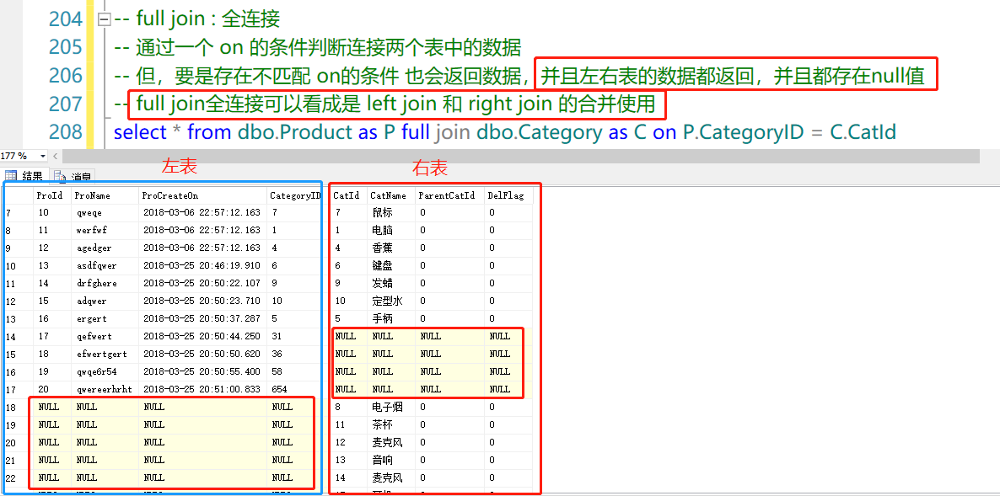 204 -- full join : 全连接
205 -- 通过一个 on 的条件判断连接两个表中的数据
206 -- 但，要是存在不匹配 on的条件 也会返回数据，并且左右表的数据都返回，并且都存在null值
207 -- full join全连接可以看成是 left join 和 right join 的合并使用
208 select * from dbo.Product as P full join dbo.Category as C on P.CategoryID = C.CatId
177 %
左表 右表
结果 消息
ProId ProName ProCreateOn CategoryID CatId CatName ParentCatId DelFlag
7 10 qweqe 2018-03-06 22:57:12.163 7 7 鼠标 0 0
8 11 werfwf 2018-03-06 22:57:12.163 1 1 电脑 0 0
9 12 agedger 2018-03-06 22:57:12.163 4 4 香蕉 0 0
10 13 asdfqwer 2018-03-25 20:46:19.910 6 6 键盘 0 0
11 14 drfghere 2018-03-25 20:50:22.107 9 9 发蜡 0 0
12 15 adqwer 2018-03-25 20:50:23.710 10 10 定型水 0 0
13 16 ergert 2018-03-25 20:50:37.287 5 5 手柄 0 0
14 17 qefwert 2018-03-25 20:50:44.250 31 NULL NULL NULL NULL
15 18 efwertgert 2018-03-25 20:50:50.620 36 NULL NULL NULL NULL
16 19 qwqe6r54 2018-03-25 20:50:55.400 58 NULL NULL NULL NULL
17 20 qwereerhrht 2018-03-25 20:51:00.833 654 NULL NULL NULL NULL
18 NULL NULL NULL NULL 8 电子烟 0 0
19 NULL NULL NULL NULL 11 茶杯 0 0
20 NULL NULL NULL NULL 12 麦克风 0 0
21 NULL NULL NULL NULL 13 音响 0 0
22 NULL NULL NULL NULL 14 麦克风 0 0